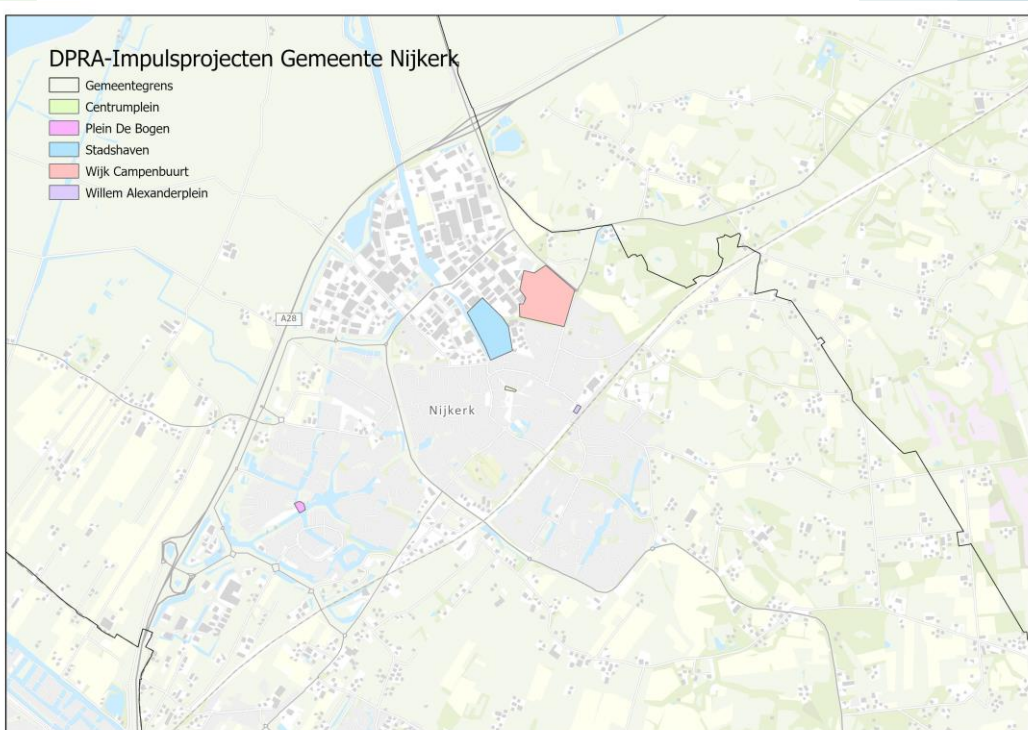 DPRA-Impulsprojecten Gemeente Nijkerk
Gemeentegrens
Centrumplein
Plein De Bogen
Stadshaven
Wijk Campenbuurt
Willem Alexanderplein
A28
Nijkerk